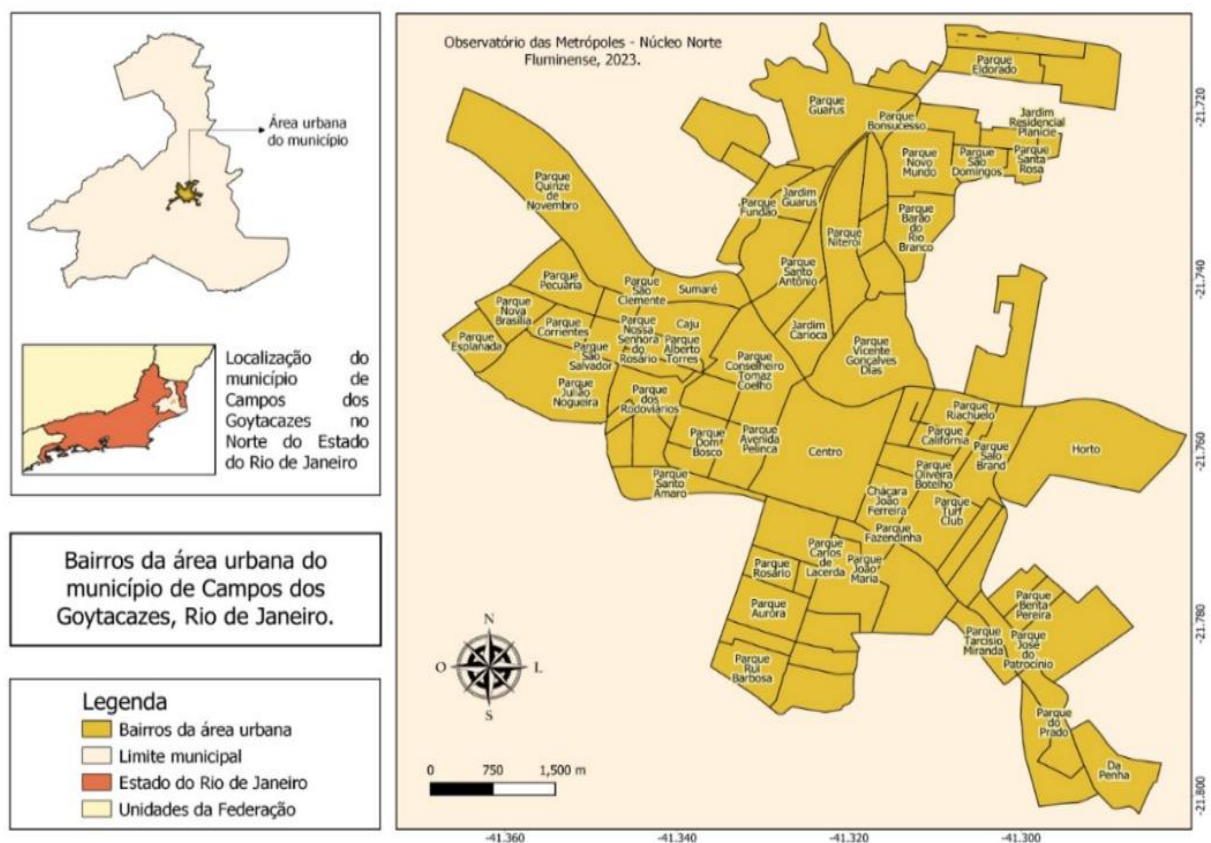 Área urbana
do município
Localização do
município de
Campos dos
Goytacazes no
Norte do Estado
do Rio de Janeiro
Bairros da área urbana do
município de Campos dos
Goytacazes, Rio de Janeiro.
Legenda
Bairros da área urbana
Limite municipal
Estado do Rio de Janeiro
Unidades da Federação
Observatório das Metrópoles - Núcleo Norte
Fluminense, 2023.
Parque
Eldorado
Parque
Guarus
Parque
Bonsucesso
Jardim
Residencial
Planície
Parque
Novo
Mundo
Parque
São
Domingos
Parque
Santa
Rosa
Parque
Quinze
de
Novembro
Jardim
Guarus
Parque
Fundão
Parque
Barão
do
Rio
Branco
Parque
Niterói
Parque
Santo
Antônio
Parque
Pecuária
Parque
São
Clemente
Sumaré
Parque
Nova
Brasília
Parque
Corrientes
Parque
Nossa
Senhora
do
Rosário
Caju
Parque
Alberto
Torres
Jardim
Carioca
Parque
Esplanada
Parque
São
Salvador
Parque
Conselheiro
Tomaz
Coelho
Parque
Vicente
Gonçalves
Dias
Parque
Julião
Nogueira
Parque
dos
Rodoviários
Parque
Riachuelo
Parque
Califórnia
Parque
Dom
Bosco
Parque
Avenida
Pelinca
Centro
Parque
Salo
Brand
Horto
Parque
Santo
Amaro
Parque
Oliveira
Botelho
Chácara
João
Ferreira
Parque
Turf
Club
Parque
Fazendinha
Parque
Carlos
de
Lacerda
Parque
João
Maria
Parque
Rosário
Parque
Aurora
Parque
Benta
Pereira
Parque
Tarcísio
Miranda
Parque
José
do
Patrocínio
Parque
Rui
Barbosa
Parque
do
Prado
Da
Penha
N
O
L
S
0 750 1,500 m
-41.360 -41.340 -41.320 -41.300
-21.720
-21.740
-21.760
-21.780
-21.800